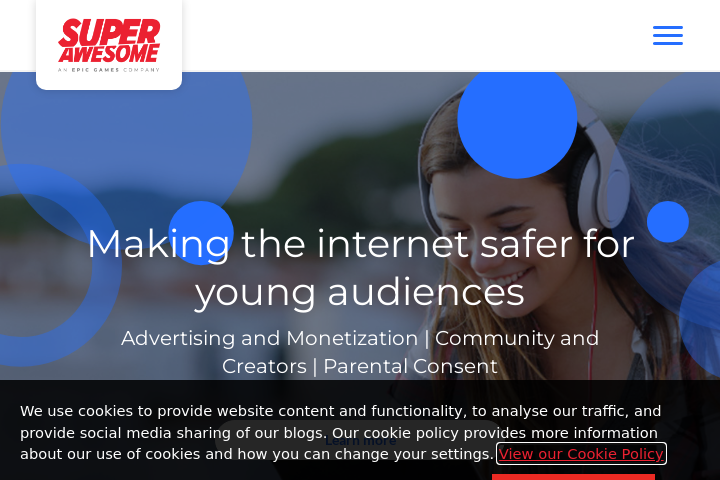 SUPER
AWESOME
AN EPIC GAMES COMPANY
Making the internet safer for
young audiences
Advertising and Monetization | Community and
Creators | Parental Consent
Learn more
We use cookies to provide website content and functionality, to analyse our traffic, and
provide social media sharing of our blogs. Our cookie policy provides more information
about our use of cookies and how you can change your settings. View our Cookie Policy